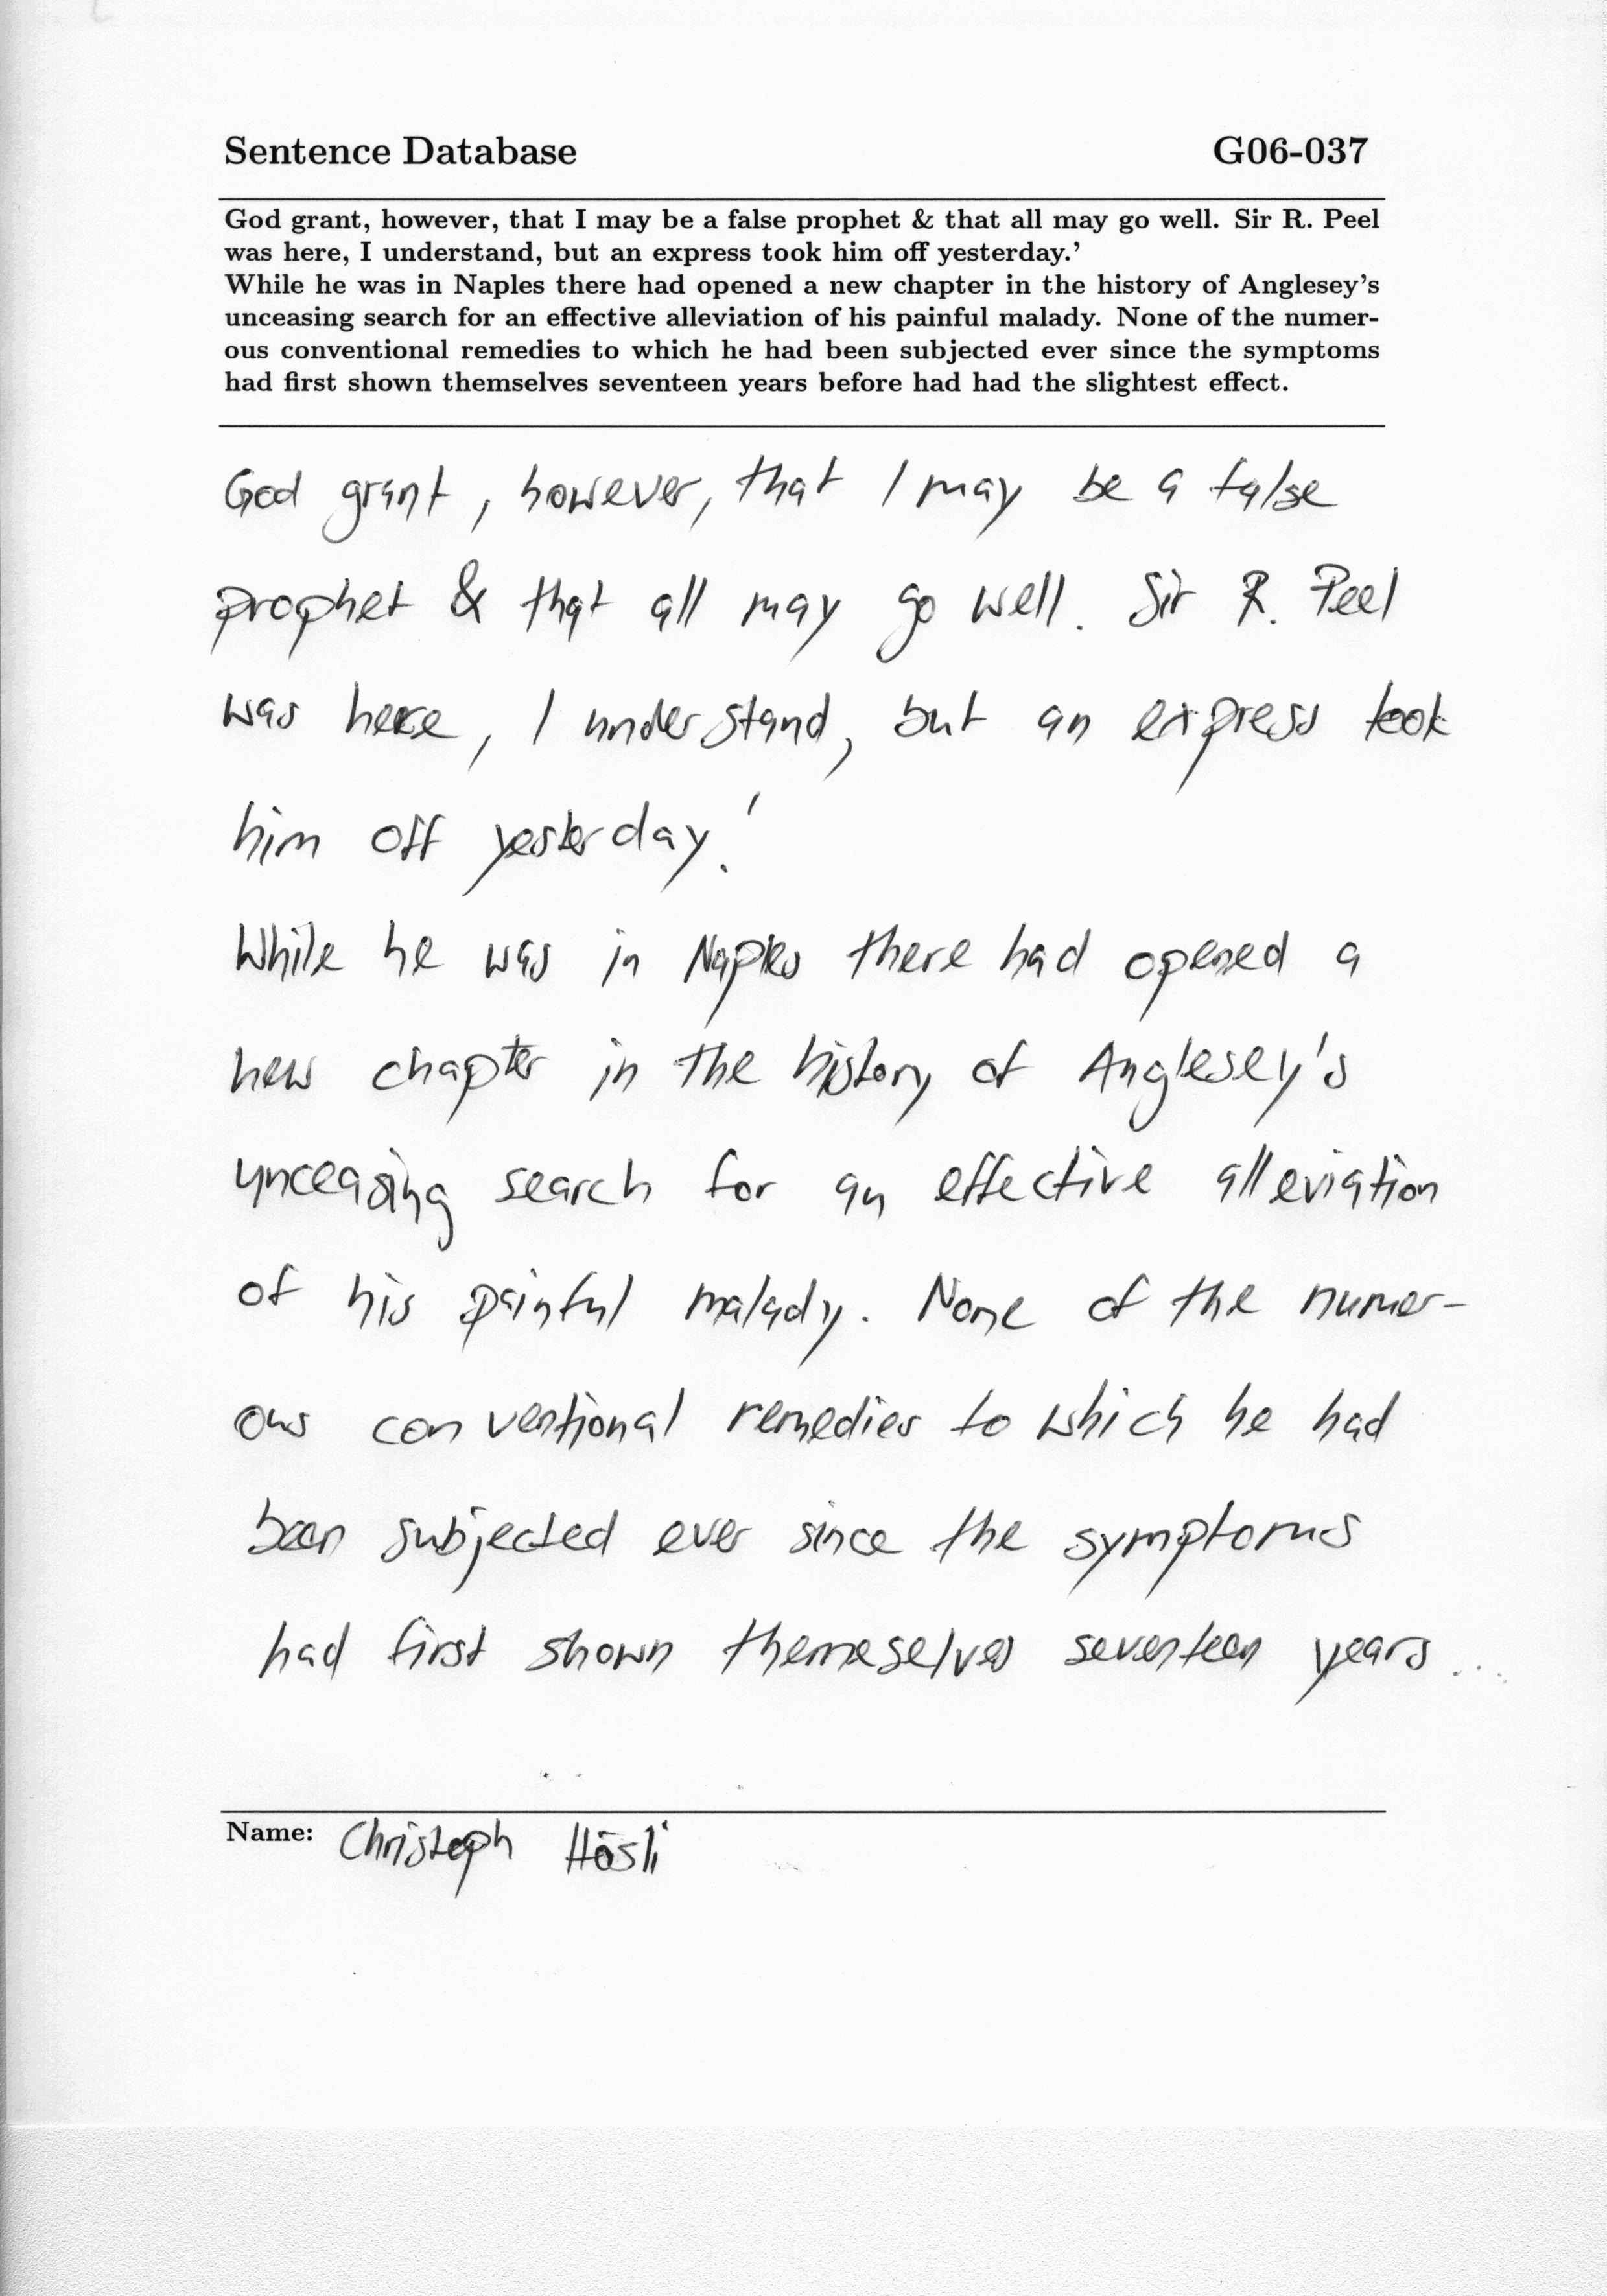 Sentence Database G06-037
God grant, however, that I may be a false prophet & that all may go well. Sir R. Peel
was here, I understand, but an express took him off yesterday.’
While he was in Naples there had opened a new chapter in the history of Anglesey’s
unceasing search for an effective alleviation of his painful malady. None of the numer-
ous conventional remedies to which he had been subjected ever since the symptoms
had first shown themselves seventeen years before had had the slightest effect.
God grant, however, that I may be a false
prophet & that all may go well. Sir R. Peel
was here, I understand, but an express took
him off yesterday.'
While he was in Naples there had opened a
new chapter in the history of Anglesey's
unceasing search for an effective alleviation
of his painful malady. None of the numer-
ous conventional remedies to which he had
been subjected ever since the symptoms
had first shown themeselves seventeen years ...
Name: Christoph Hösli